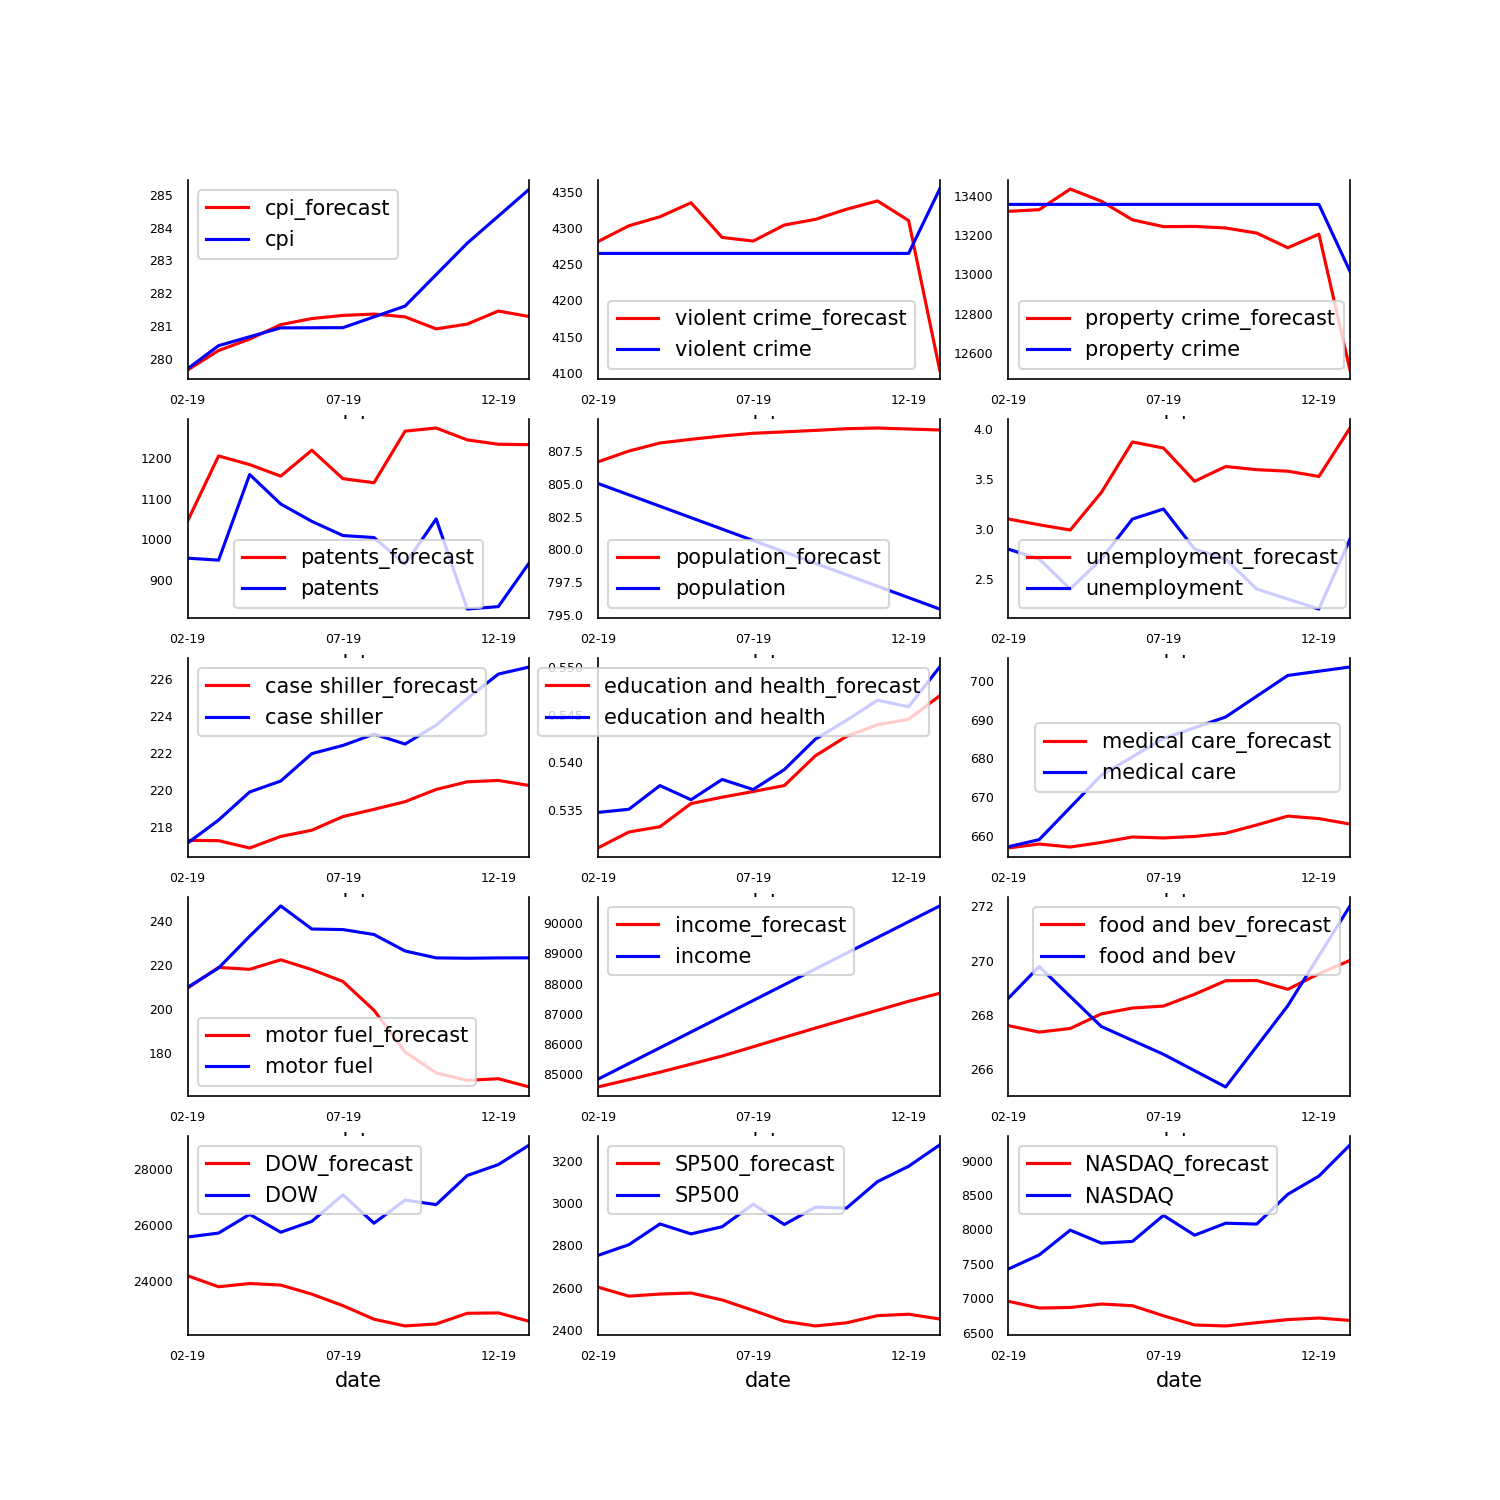 285
284
283
282
281
280
cpi_forecast
cpi
02-19 07-19 12-19
4350
4300
4250
4200
4150
4100
violent crime_forecast
violent crime
02-19 07-19 12-19
13400
13200
13000
12800
12600
property crime_forecast
property crime
02-19 07-19 12-19
1200
1100
1000
900
patents_forecast
patents
02-19 07-19 12-19
807.5
805.0
802.5
800.0
797.5
795.0
population_forecast
population
02-19 07-19 12-19
4.0
3.5
3.0
2.5
unemployment_forecast
unemployment
02-19 07-19 12-19
226
224
222
220
218
case shiller_forecast
case shiller
02-19 07-19 12-19
0.550
0.545
0.540
0.535
education and health_forecast
education and health
02-19 07-19 12-19
700
690
680
670
660
medical care_forecast
medical care
02-19 07-19 12-19
240
220
200
180
motor fuel_forecast
motor fuel
02-19 07-19 12-19
90000
89000
88000
87000
86000
85000
income_forecast
income
02-19 07-19 12-19
272
270
268
266
food and bev_forecast
food and bev
02-19 07-19 12-19
28000
26000
24000
DOW_forecast
DOW
02-19 07-19 12-19
date
3200
3000
2800
2600
2400
SP500_forecast
SP500
02-19 07-19 12-19
date
9000
8500
8000
7500
7000
6500
NASDAQ_forecast
NASDAQ
02-19 07-19 12-19
date